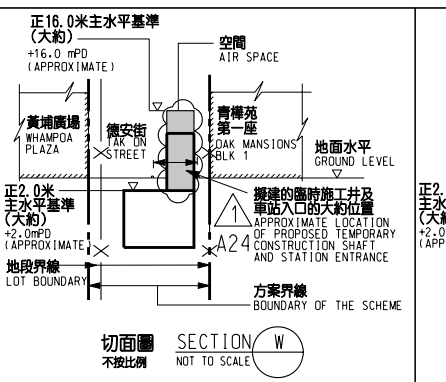 正16.0米主水平基準
(大約)
+16.0 mPD
(APPROXIMATE)
空間
AIR SPACE
黃埔廣場
WHAMPOA
PLAZA
德安街
TAK ON
STREET
青樺苑
第一座
OAK MANSIONS
BLK 1
地面水平
GROUND LEVEL
正2.0米
主水平基準
(大約)
+2.0mPD
(APPROXIMATE)
擬建的臨時施工井及
車站入口的大約位置
APPROXIMATE LOCATION
OF PROPOSED TEMPORARY
CONSTRUCTION SHAFT
AND STATION ENTRANCE
1
A24
地段界線
LOT BOUNDARY
方案界線
BOUNDARY OF THE SCHEME
切面圖
不按比例
SECTION W
NOT TO SCALE
正2.
主水
(大約
+2.0
(APP